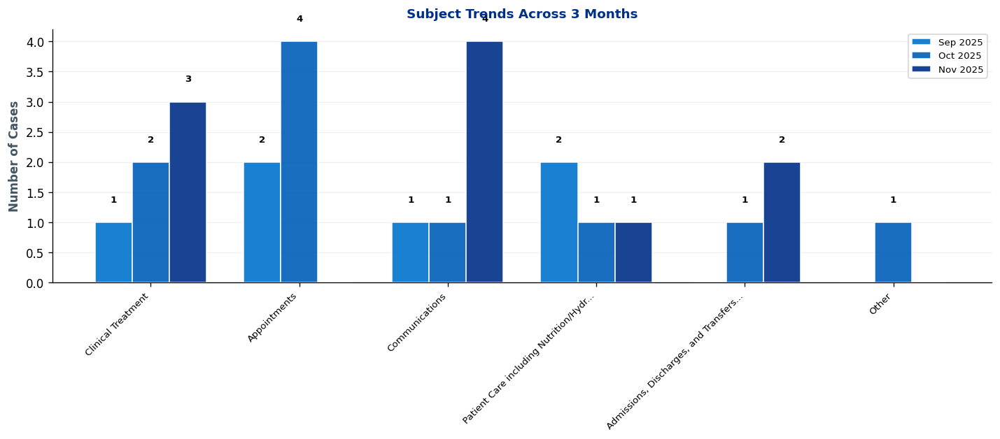 Subject Trends Across 3 Months
Number of Cases
4.0
3.5
3.0
2.5
2.0
1.5
1.0
0.5
0.0
1
2
3
2
4
1
1
4
2
1
1
1
2
1
Sep 2025
Oct 2025
Nov 2025
Clinical Treatment
Appointments
Communications
Patient Care including Nutrition/Hydr...
Admissions, Discharges, and Transfers...
Other